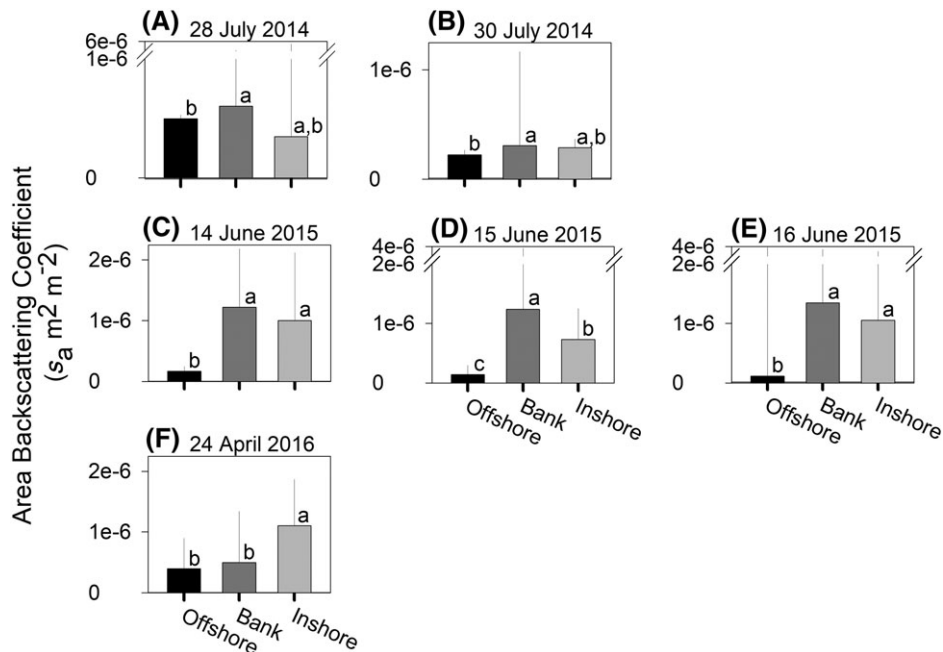 Area Backscattering Coefficient
(sa m2 m-2)
(A) 28 July 2014
6e-6
1e-6
0
b
a
a,b
(B) 30 July 2014
1e-6
0
b
a
a,b
(C) 14 June 2015
2e-6
1e-6
0
b
a
a
(D) 15 June 2015
4e-6
2e-6
1e-6
0
c
a
b
Offshore
Bank
Inshore
(E) 16 June 2015
4e-6
2e-6
1e-6
0
b
a
a
Offshore
Bank
Inshore
(F) 24 April 2016
2e-6
1e-6
0
b
b
a
Offshore
Bank
Inshore